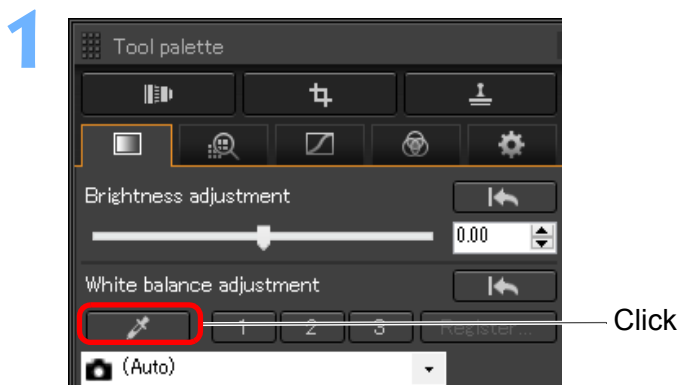 1
Tool palette
Brightness adjustment
0.00
White balance adjustment
1 2 3 Register... Click
(Auto)